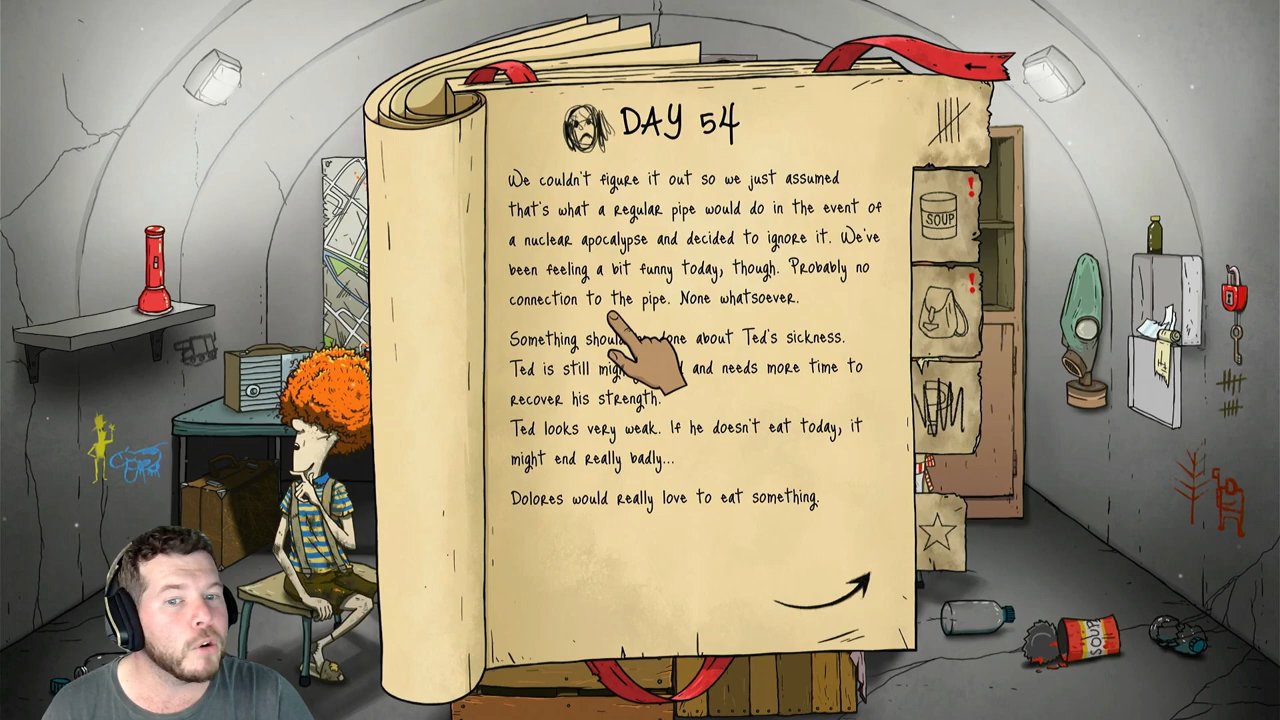 DAY 54
We couldn't figure it out so we just assumed
that's what a regular pipe would do in the event of
a nuclear apocalypse and decided to ignore it. We've
been feeling a bit funny today, though. Probably no
connection to the pipe. None whatsoever.
Something should done about Ted's sickness.
Ted is still and needs more time to
recover his strength.
Ted looks very weak. If he doesn't eat today, it
might end really badly...
Dolores would really love to eat something.
SOUP
!
!
SOUP